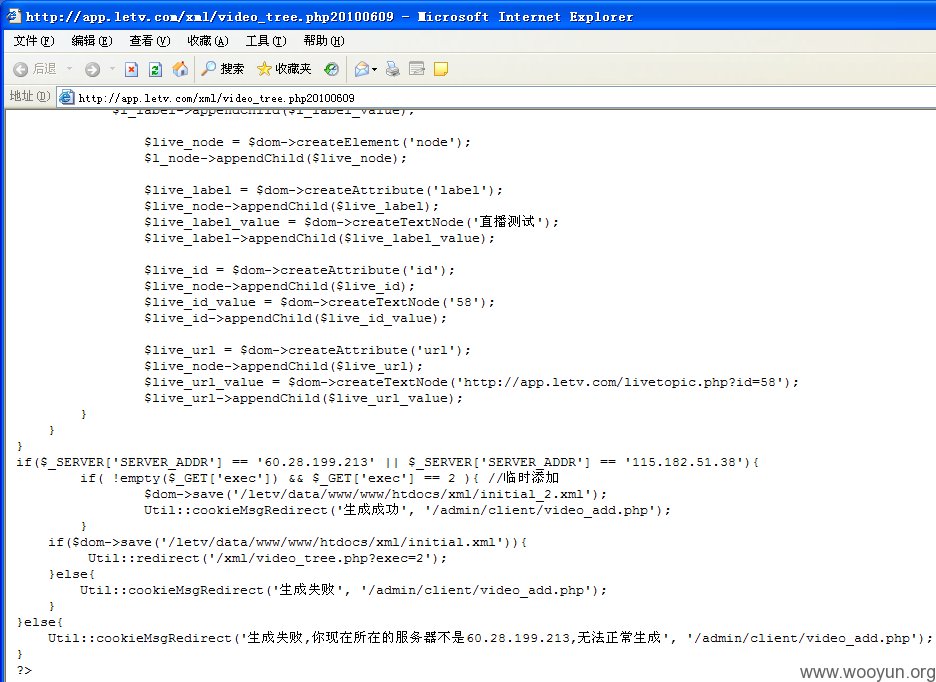 http://app.letv.com/xml/video_tree.php20100609 - Microsoft Internet Explorer
文件(F) 编辑(E) 查看(V) 收藏(A) 工具(T) 帮助(H)
后退 搜索 收藏夹
地址(D) http://app.letv.com/xml/video_tree.php20100609
$l_label->appendChild($l_label_value);
$live_node = $dom->createElement('node');
$l_node->appendChild($live_node);
$live_label = $dom->createAttribute('label');
$live_node->appendChild($live_label);
$live_label_value = $dom->createTextNode('直播测试');
$live_label->appendChild($live_label_value);
$live_id = $dom->createAttribute('id');
$live_node->appendChild($live_id);
$live_id_value = $dom->createTextNode('58');
$live_id->appendChild($live_id_value);
$live_url = $dom->createAttribute('url');
$live_node->appendChild($live_url);
$live_url_value = $dom->createTextNode('http://app.letv.com/livetopic.php?id=58');
$live_url->appendChild($live_url_value);
}
}
}
if($_SERVER['SERVER_ADDR'] == '60.28.199.213' || $_SERVER['SERVER_ADDR'] == '115.182.51.38'){
if( !empty($_GET['exec']) && $_GET['exec'] == 2 ){ //临时添加
$dom->save('/letv/data/www/www/htdocs/xml/initial_2.xml');
Util::cookieMsgRedirect('生成成功', '/admin/client/video_add.php');
}
if($dom->save('/letv/data/www/www/htdocs/xml/initial.xml')){
Util::redirect('/xml/video_tree.php?exec=2');
}else{
Util::cookieMsgRedirect('生成失败', '/admin/client/video_add.php');
}
}else{
Util::cookieMsgRedirect('生成失败,你现在所在的服务器不是60.28.199.213,无法正常生成', '/admin/client/video_add.php');
}
?>
www.wooyun.org